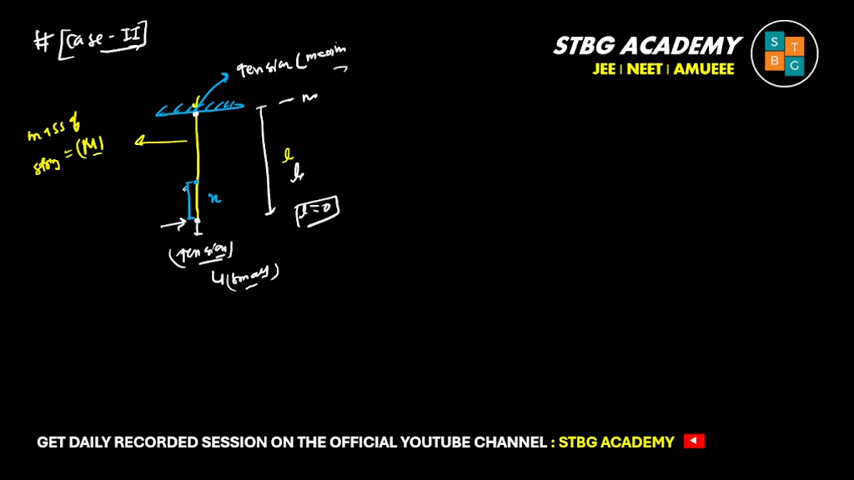 # [Case-II]
STBG ACADEMY
JEE | NEET | AMUEEE
S T
B G
tension (maxim
mass of
string = (M)
l
x
l=0
(tension)
GET DAILY RECORDED SESSION ON THE OFFICIAL YOUTUBE CHANNEL : STBG ACADEMY